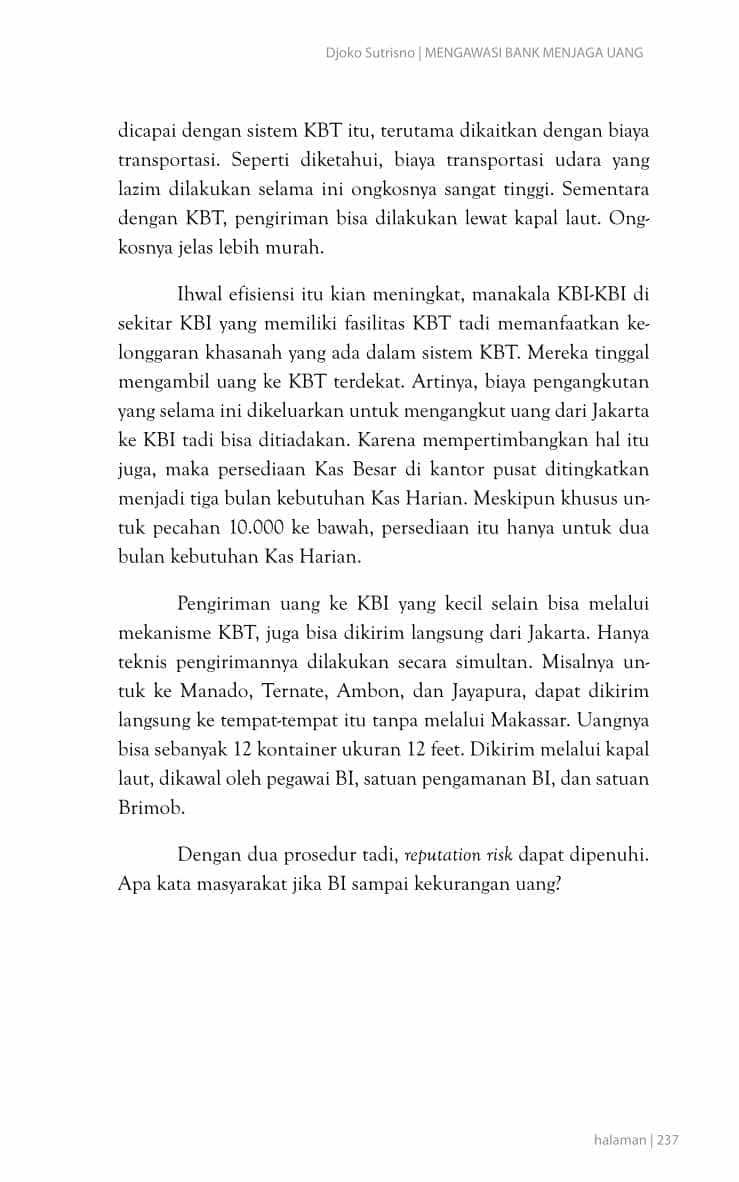 Djoko Sutrisno | MENGAWASI BANK MENJAGA UANG
dicapai dengan sistem KBT itu, terutama dikaitkan dengan biaya
transportasi. Seperti diketahui, biaya transportasi udara yang
lazim dilakukan selama ini ongkosnya sangat tinggi. Sementara
dengan KBT, pengiriman bisa dilakukan lewat kapal laut. Ong-
kosnya jelas lebih murah.
Ihwal efisiensi itu kian meningkat, manakala KBI-KBI di
sekitar KBI yang memiliki fasilitas KBT tadi memanfaatkan ke-
longgaran khasanah yang ada dalam sistem KBT. Mereka tinggal
mengambil uang ke KBT terdekat. Artinya, biaya pengangkutan
yang selama ini dikeluarkan untuk mengangkut uang dari Jakarta
ke KBI tadi bisa ditiadakan. Karena mempertimbangkan hal itu
juga, maka persediaan Kas Besar di kantor pusat ditingkatkan
menjadi tiga bulan kebutuhan Kas Harian. Meskipun khusus un-
tuk pecahan 10.000 ke bawah, persediaan itu hanya untuk dua
bulan kebutuhan Kas Harian.
Pengiriman uang ke KBI yang kecil selain bisa melalui
mekanisme KBT, juga bisa dikirim langsung dari Jakarta. Hanya
teknis pengirimannya dilakukan secara simultan. Misalnya un-
tuk ke Manado, Ternate, Ambon, dan Jayapura, dapat dikirim
langsung ke tempat-tempat itu tanpa melalui Makassar. Uangnya
bisa sebanyak 12 kontainer ukuran 12 feet. Dikirim melalui kapal
laut, dikawal oleh pegawai BI, satuan pengamanan BI, dan satuan
Brimob.
Dengan dua prosedur tadi, reputation risk dapat dipenuhi.
Apa kata masyarakat jika BI sampai kekurangan uang?
halaman | 237